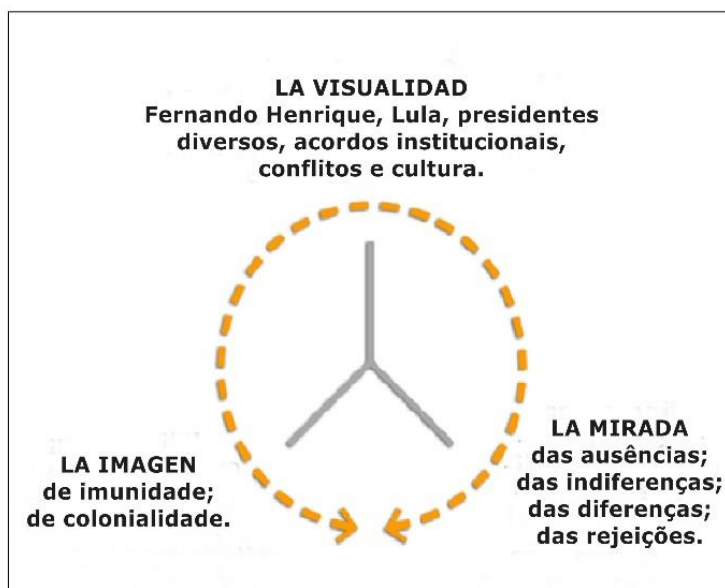 LA VISUALIDAD
Fernando Henrique, Lula, presidentes
diversos, acordos institucionais,
conflitos e cultura.
LA IMAGEN
de imunidade;
de colonialidade.
LA MIRADA
das ausências;
das indiferenças;
das diferenças;
das rejeições.